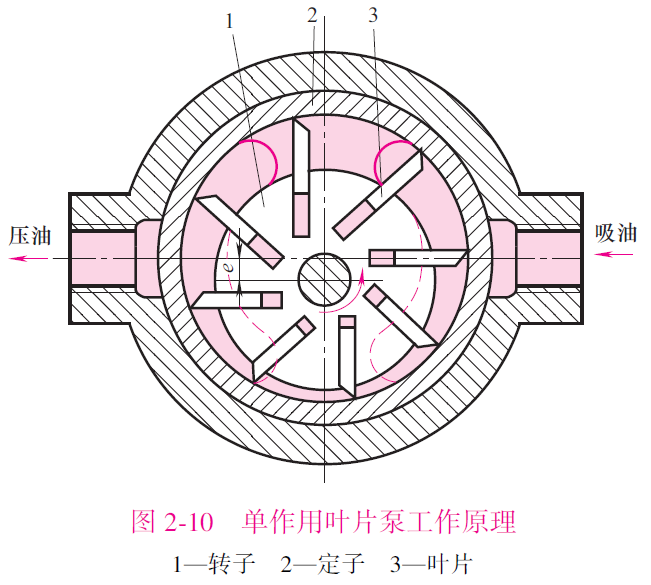 1 2 3
压油
吸油
e
图 2-10 单作用叶片泵工作原理
1—转子 2—定子 3—叶片